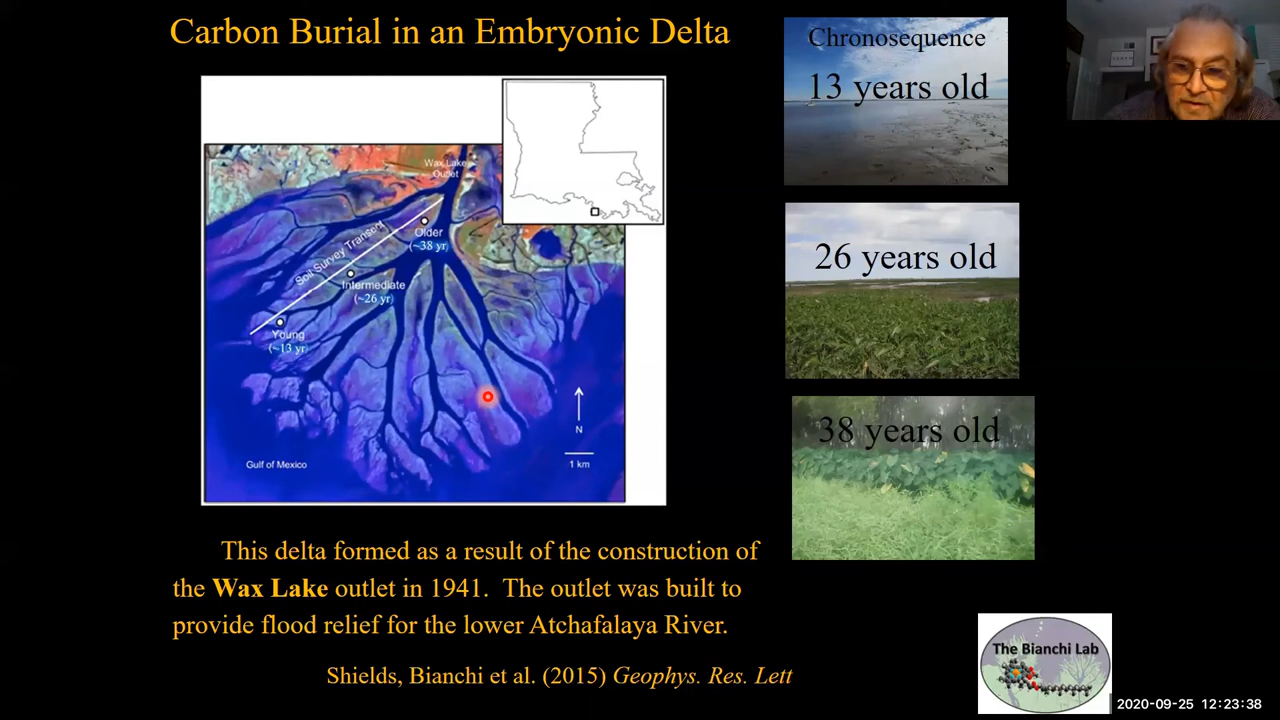 Carbon Burial in an Embryonic Delta
Wax Lake
Outlet
Soil Survey Transect
Older
(~38 yr)
Intermediate
(~26 yr)
Young
(~13 yr)
N
1 km
Gulf of Mexico
Chronosequence
13 years old
26 years old
38 years old
This delta formed as a result of the construction of
the Wax Lake outlet in 1941. The outlet was built to
provide flood relief for the lower Atchafalaya River.
Shields, Bianchi et al. (2015) Geophys. Res. Lett
The Bianchi Lab
2020-09-25 12:23:38